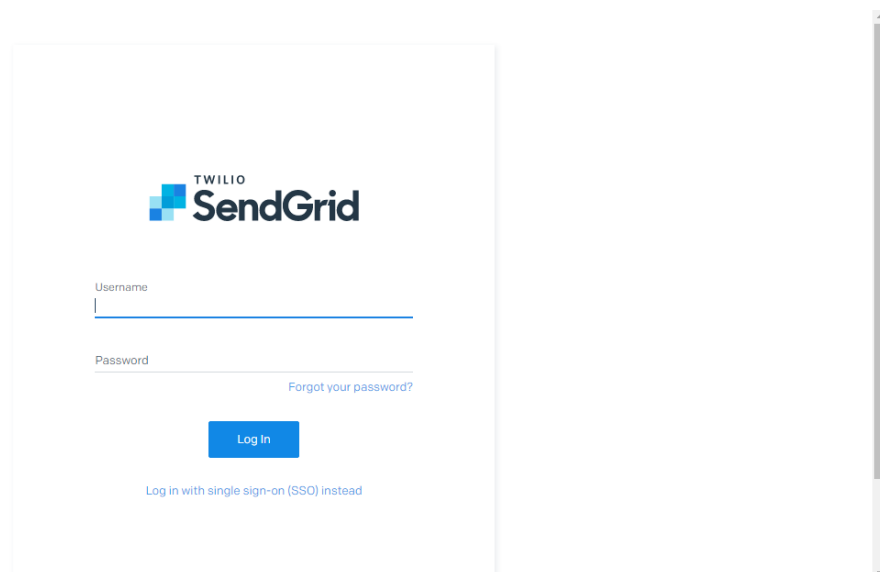 TWILIO
SendGrid
Username
Password
Forgot your password?
Log In
Log in with single sign-on (SSO) instead